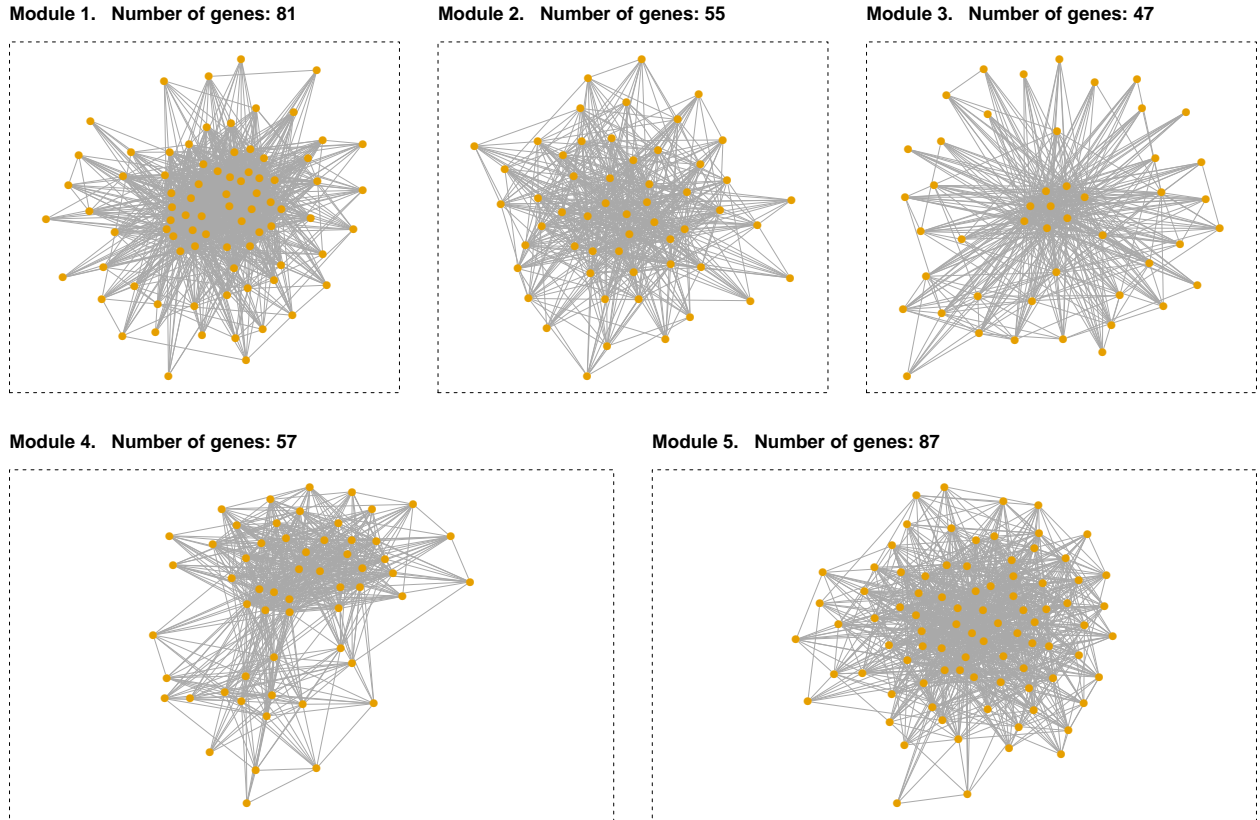 Module 1.   Number of genes: 81
Module 2.   Number of genes: 55
Module 3.   Number of genes: 47
Module 4.   Number of genes: 57
Module 5.   Number of genes: 87